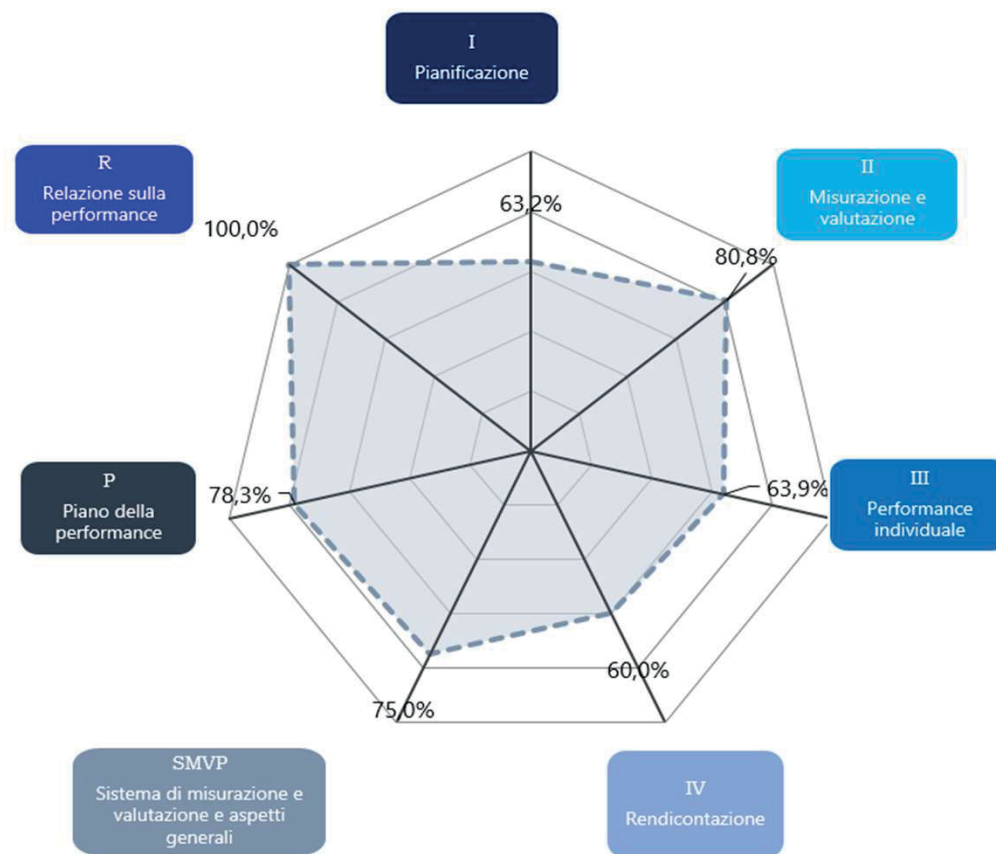 I
Pianificazione
R
Relazione sulla
performance
II
Misurazione e
valutazione
100,0%
63,2%
80,8%
P
Piano della
performance
78,3%
63,9%
III
Performance
individuale
60,0%
75,0%
SMVP
Sistema di misurazione e
valutazione e aspetti
generali
IV
Rendicontazione